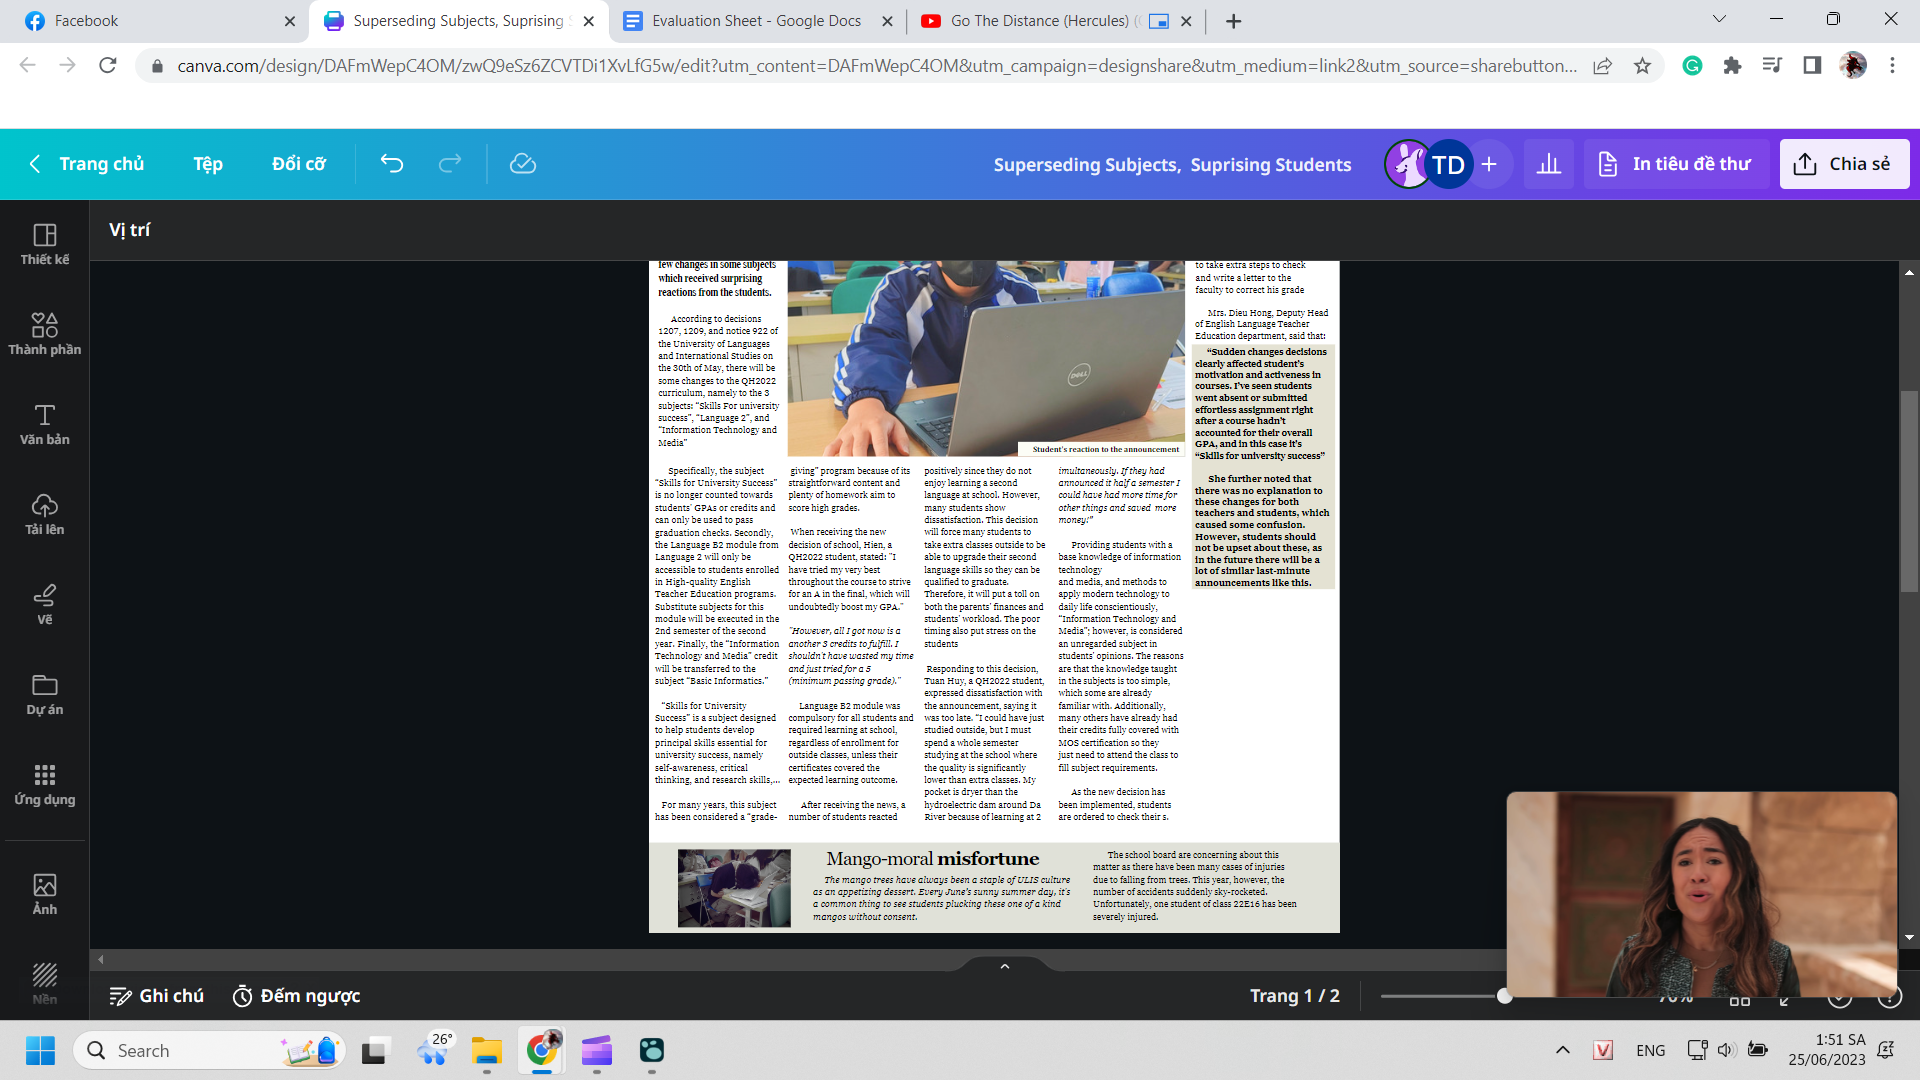 Facebook
Superseding Subjects, Suprising
Evaluation Sheet - Google Docs
Go The Distance (Hercules) (
canva.com/design/DAFmWepC4OM/zwQ9eSz6ZCVTDi1XvLfG5w/edit?utm_content=DAFmWepC4OM&utm_campaign=designshare&utm_medium=link2&utm_source=sharebutton...
Trang chủ
Tệp
Đổi cỡ
Superseding Subjects, Suprising Students
TD
In tiêu đề thư
Chia sẻ
Vị trí
Thiết kế
Thành phần
Văn bản
Tải lên
Vẽ
Dự án
Ứng dụng
Ảnh
Nền
few changes in some subjects
which received surprising
reactions from the students.
According to decisions
1207, 1209, and notice 922 of
the University of Languages
and International Studies on
the 30th of May, there will be
some changes to the QH2022
curriculum, namely to the 3
subjects: “Skills For university
success”, “Language 2”, and
“Information Technology and
Media”
DELL
Student's reaction to the announcement
Specifically, the subject
“Skills for University Success”
is no longer counted towards
students’ GPAs or credits and
can only be used to pass
graduation checks. Secondly,
the Language B2 module from
Language 2 will only be
accessible to students enrolled
in High-quality English
Teacher Education programs.
Substitute subjects for this
module will be executed in the
2nd semester of the second
year. Finally, the “Information
Technology and Media” credit
will be transferred to the
subject “Basic Informatics.”
“Skills for University
Success” is a subject designed
to help students develop
principal skills essential for
university success, namely
self-awareness, critical
thinking, and research skills,...
For many years, this subject
has been considered a “grade-
giving” program because of its
straightforward content and
plenty of homework aim to
score high grades.
When receiving the new
decision of school, Hien, a
QH2022 student, stated: "I
have tried my very best
throughout the course to strive
for an A in the final, which will
undoubtedly boost my GPA."
"However, all I got now is a
another 3 credits to fulfill. I
shouldn't have wasted my time
and just tried for a 5
(minimum passing grade)."
Language B2 module was
compulsory for all students and
required learning at school,
regardless of enrollment for
outside classes, unless their
certificates covered the
expected learning outcome.
After receiving the news, a
number of students reacted
positively since they do not
enjoy learning a second
language at school. However,
many students show
dissatisfaction. This decision
will force many students to
take extra classes outside to be
able to upgrade their second
language skills so they can be
qualified to graduate.
Therefore, it will put a toll on
both the parents’ finances and
students’ workload. The poor
timing also put stress on the
students
Responding to this decision,
Tuan Huy, a QH2022 student,
expressed dissatisfaction with
the announcement, saying it
was too late. “I could have just
studied outside, but I must
spend a whole semester
studying at the school where
the quality is significantly
lower than extra classes. My
pocket is dryer than the
hydroelectric dam around Da
River because of learning at 2
imultaneously. If they had
announced it half a semester I
could have had more time for
other things and saved more
money!”
Providing students with a
base knowledge of information
technology
and media, and methods to
apply modern technology to
daily life conscientiously,
“Information Technology and
Media”; however, is considered
an unregarded subject in
students’ opinions. The reasons
are that the knowledge taught
in the subjects is too simple,
which some are already
familiar with. Additionally,
many others have already had
their credits fully covered with
MOS certification so they
just need to attend the class to
fill subject requirements.
As the new decision has
been implemented, students
are ordered to check their s.
to take extra steps to check
and write a letter to the
faculty to correct his grade
Mrs. Dieu Hong, Deputy Head
of English Language Teacher
Education department, said that:
“Sudden changes decisions
clearly affected student's
motivation and activeness in
courses. I've seen students
went absent or submitted
effortless assignment right
after a course hadn't
accounted for their overall
GPA, and in this case it's
“Skills for university success”
She further noted that
there was no explanation to
these changes for both
teachers and students, which
caused some confusion.
However, students should
not be upset about these, as
in the future there will be a
lot of similar last-minute
announcements like this.
Mango-moral misfortune
The mango trees have always been a staple of ULIS culture
as an appetizing dessert. Every June's sunny summer day, it's
a common thing to see students plucking these one of a kind
mangos without consent.
The school board are concerning about this
matter as there have been many cases of injuries
due to falling from trees. This year, however, the
number of accidents suddenly sky-rocketed.
Unfortunately, one student of class 22E16 has been
severely injured.
Ghi chú
Đếm ngược
Trang 1 / 2
Search
26°
ENG
1:51 SA
25/06/2023